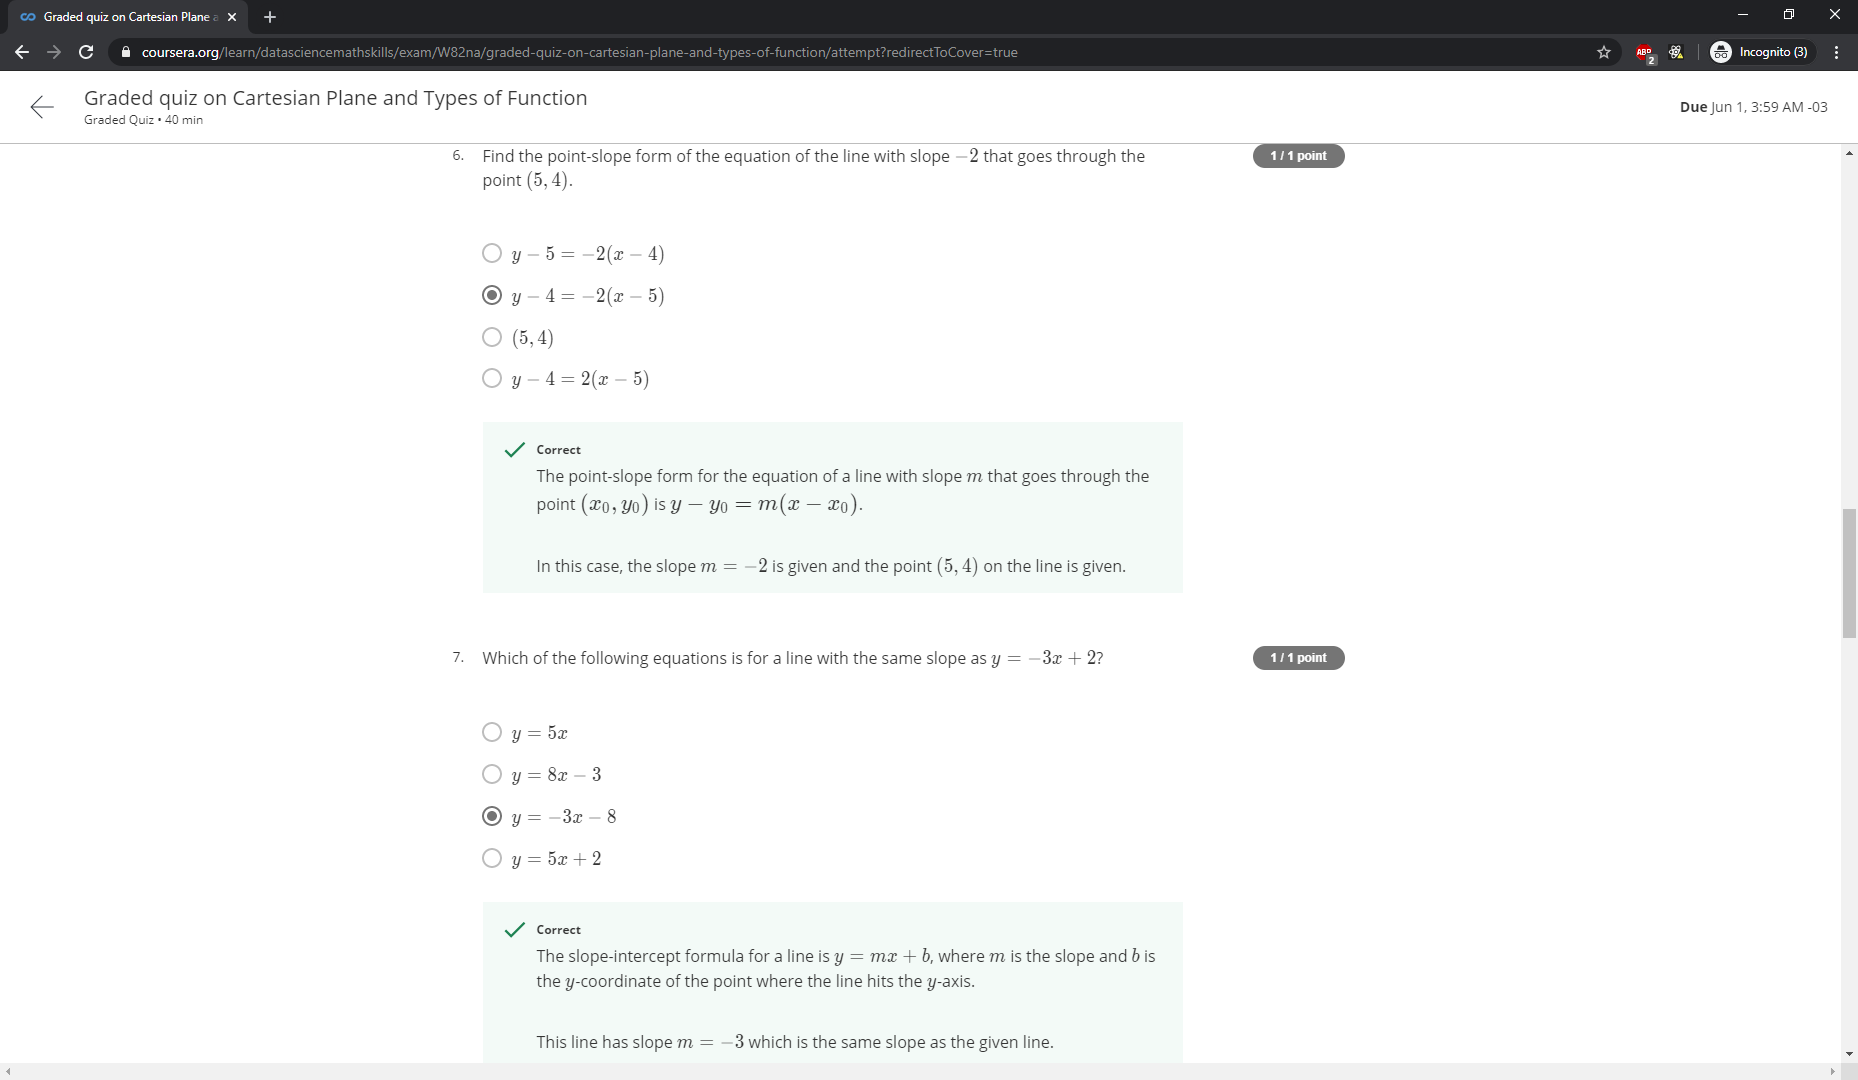 Graded quiz on Cartesian Plane a
coursera.org/learn/datasciencemathskills/exam/W82na/graded-quiz-on-cartesian-plane-and-types-of-function/attempt?redirectToCover=true
ABP
2
Incognito (3)
Graded quiz on Cartesian Plane and Types of Function
Graded Quiz • 40 min
Due Jun 1, 3:59 AM -03
6. Find the point-slope form of the equation of the line with slope −2 that goes through the
point (5, 4).
1 / 1 point
y − 5 = −2(x − 4)
y − 4 = −2(x − 5)
(5, 4)
y − 4 = 2(x − 5)
Correct
The point-slope form for the equation of a line with slope m that goes through the
point (x₀, y₀) is y − y₀ = m(x − x₀).
In this case, the slope m = −2 is given and the point (5, 4) on the line is given.
7. Which of the following equations is for a line with the same slope as y = −3x + 2?
1 / 1 point
y = 5x
y = 8x − 3
y = −3x − 8
y = 5x + 2
Correct
The slope-intercept formula for a line is y = mx + b, where m is the slope and b is
the y-coordinate of the point where the line hits the y-axis.
This line has slope m = −3 which is the same slope as the given line.